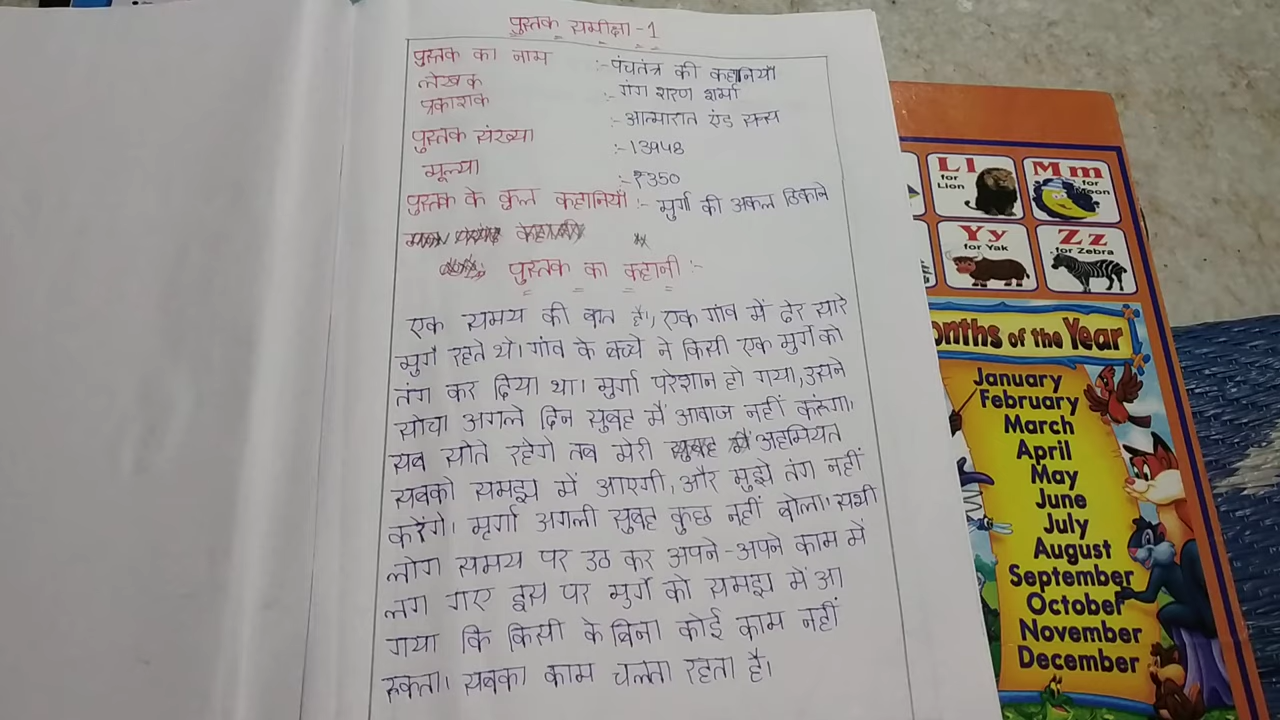 पुस्तक समीक्षा -1
पुस्तक का नाम :- पंचतंत्र की कहानियाँ
लेखक :- गंग शरण शर्मा
प्रकाशक :- आत्मारात एंड सन्स
पुस्तक संख्या :- 13948
मूल्या :- ₹350
पुस्तक के कुल कहानियाँ :- मुर्गा की अकल ठिकाने
पुस्तक का कहानी :-
एक समय की बात है, एक गांव में ढेर सारे
मुर्गे रहते थे। गांव के बच्चे ने किसी एक मुर्गे को
तंग कर दिया था। मुर्गा परेशान हो गया, उसने
सोचा अगले दिन सुबह मैं आवाज नहीं करूंगा।
सब सोते रहेगे तब मेरी अहमियत
सबको समझ में आएगी, और मुझे तंग नहीं
करेंगे। मुर्गा अगली सुबह कुछ नहीं बोला। सभी
लोग समय पर उठ कर अपने-अपने काम में
लग गए इस पर मुर्गे को समझ में आ
गया कि किसी के बिना कोई काम नहीं
रुकता। सबका काम चलता रहता है।
Ll
for
Lion
Mm
for
Moon
Yy
for Yak
Zz
for Zebra
onths of the Year
January
February
March
April
May
June
July
August
September
October
November
December